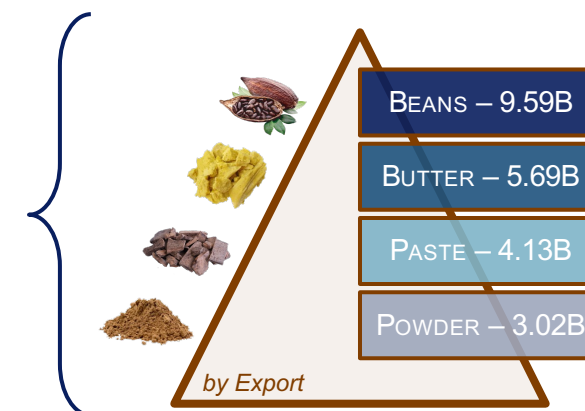 BEANS – 9.59B
BUTTER – 5.69B
PASTE – 4.13B
POWDER – 3.02B
by Export